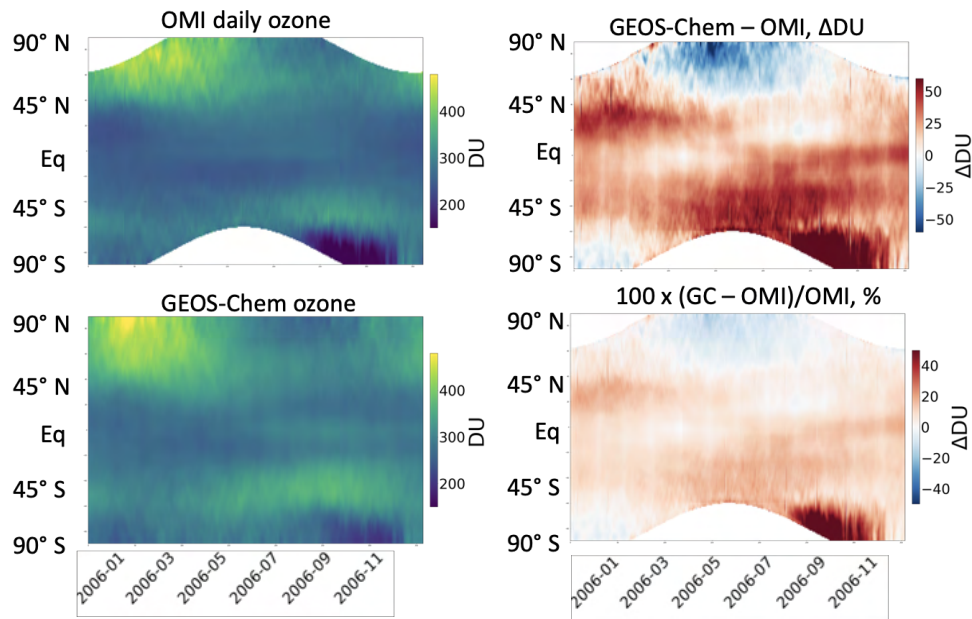 OMI daily ozone
90° N
45° N
Eq
45° S
90° S
400
300
200
DU
GEOS-Chem – OMI, ΔDU
90° N
45° N
Eq
45° S
90° S
50
25
0
−25
−50
ΔDU
GEOS-Chem ozone
90° N
45° N
Eq
45° S
90° S
400
300
200
DU
2006-01
2006-03
2006-05
2006-07
2006-09
2006-11
100 x (GC – OMI)/OMI, %
90° N
45° N
Eq
45° S
90° S
40
20
0
−20
−40
ΔDU
2006-01
2006-03
2006-05
2006-07
2006-09
2006-11